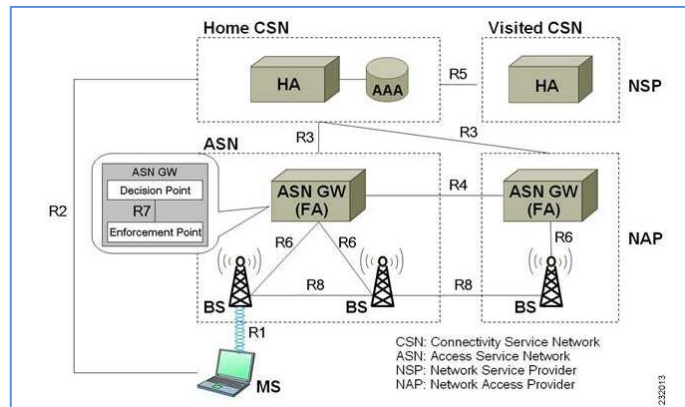 Home CSN
Visited CSN
HA
AAA
R5
HA
NSP
R3
R3
ASN
ASN GW
Decision Point
R7
Enforcement Point
R2
ASN GW
(FA)
R4
ASN GW
(FA)
R6
R6
R6
NAP
BS
R8
BS
R8
BS
R1
MS
CSN: Connectivity Service Network
ASN: Access Service Network
NSP: Network Service Provider
NAP: Network Access Provider
232013